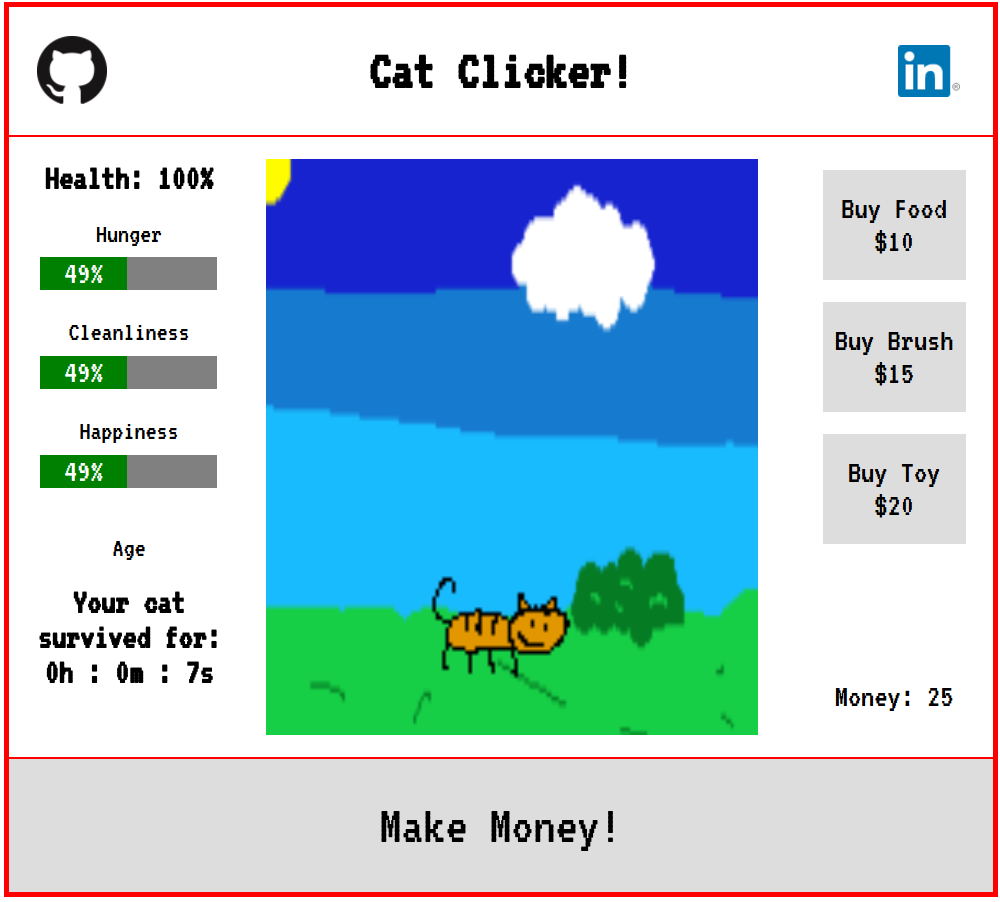 Cat Clicker!
in
®
Health: 100%
Hunger
49%
Cleanliness
49%
Happiness
49%
Age
Your cat
survived for:
0h : 0m : 7s
Buy Food
$10
Buy Brush
$15
Buy Toy
$20
Money: 25
Make Money!